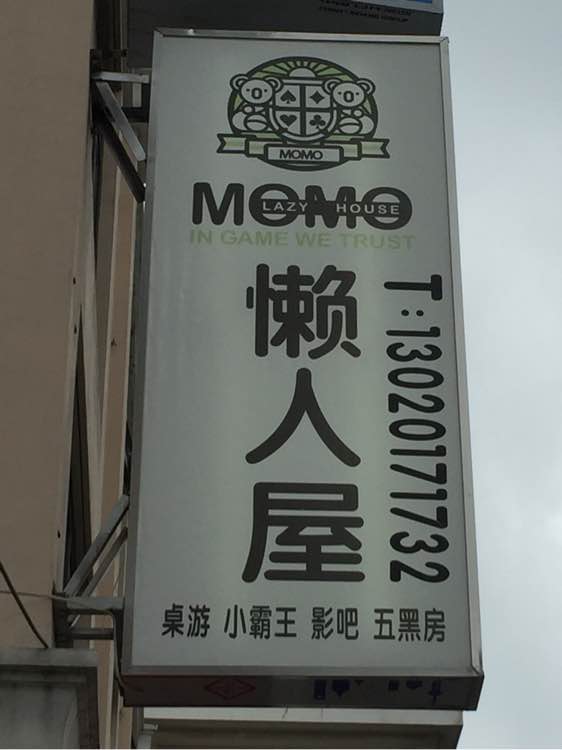 MOMO
MOMO
LAZY HOUSE
IN GAME WE TRUST
懒人屋
T:13020171732
桌游 小霸王 影吧 五黑房